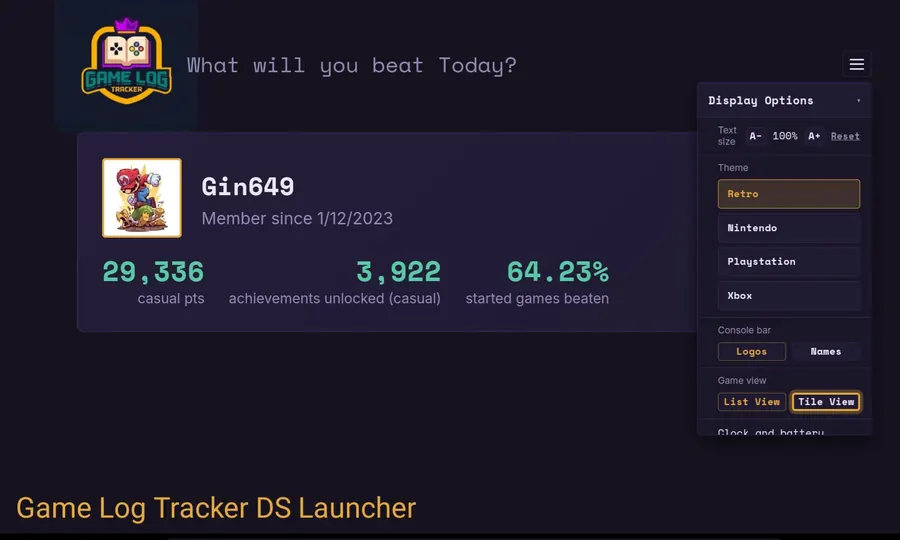 GAME LOG
TRACKER
What will you beat Today?
Display Options
Text size A- 100% A+ Reset
Theme
Retro
Nintendo
Playstation
Xbox
Console bar
Logos Names
Game view
List View Tile View
Clock and battery
Gin649
Member since 1/12/2023
29,336 3,922 64.23%
casual pts achievements unlocked (casual) started games beaten
Game Log Tracker DS Launcher